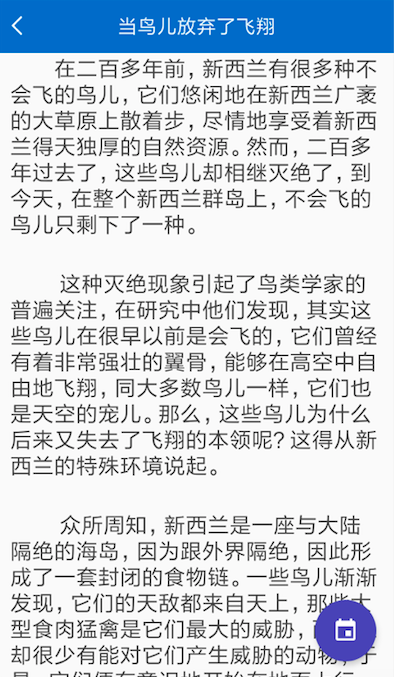 当鸟儿放弃了飞翔
在二百多年前，新西兰有很多种不
会飞的鸟儿，它们悠闲地在新西兰广袤
的大草原上散着步，尽情地享受着新西
兰得天独厚的自然资源。然而，二百多
年过去了，这些鸟儿却相继灭绝了，到
今天，在整个新西兰群岛上，不会飞的
鸟儿只剩下了一种。
这种灭绝现象引起了鸟类学家的
普遍关注，在研究中他们发现，其实这
些鸟儿在很早以前是会飞的，它们曾经
有着非常强壮的翼骨，能够在高空中自
由地飞翔，同大多数鸟儿一样，它们也
是天空的宠儿。那么，这些鸟儿为什么
后来又失去了飞翔的本领呢？这得从新
西兰的特殊环境说起。
众所周知，新西兰是一座与大陆
隔绝的海岛，因为跟外界隔绝，因此形
成了一套封闭的食物链。一些鸟儿渐渐
发现，它们的天敌都来自天上，那些大
型食肉猛禽是它们最大的威胁，
却很少有能对它们产生威胁的动物，于